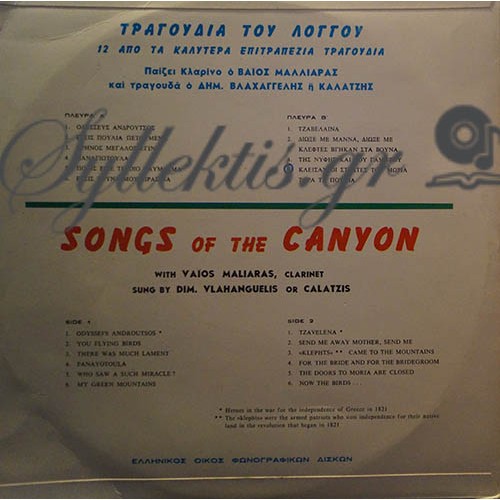 ΤΡΑΓΟΥΔΙΑ ΤΟΥ ΛΟΓΓΟΥ
12 ΑΠΟ ΤΑ ΚΑΛΥΤΕΡΑ ΕΠΙΤΡΑΠΕΖΙΑ ΤΡΑΓΟΥΔΙΑ
Παίζει Κλαρίνο ὁ ΒΑΪΟΣ ΜΑΛΛΙΑΡΑΣ
καὶ τραγουδᾶ ὁ ΔΗΜ. ΒΛΑΧΑΓΓΕΛΗΣ ἢ ΚΑΛΑΤΖΗΣ
ΠΛΕΥΡΑ
1. ΟΔΥΣΣΕΥΣ ΑΝΔΡΟΥΤΣΟΣ
ΠΛΕΥΡΑ Β
1. ΤΖΑΒΕΛΑΙΝΑ
2. ΔΙΩΞΕ ΜΕ ΜΑΝΝΑ, ΔΙΩΞΕ ΜΕ
3. ΚΛΕΦΤΕΣ ΒΓΗΚΑΝ ΣΤΑ ΒΟΥΝΑ
Syllektis.gr
SONGS OF THE CANYON
WITH VAIOS MALIARAS, CLARINET
SUNG BY DIM. VLAHANGUELIS OR CALATZIS
SIDE 1
1. ODYSSEFS ANDROUTSOS *
2. YOU FLYING BIRDS
3. THERE WAS MUCH LAMENT
4. PANAYOTOULA
5. WHO SAW A SUCH MIRACLE?
6. MY GREEN MOUNTAINS
SIDE 2
1. TZAVELENA *
2. SEND ME AWAY MOTHER, SEND ME
3. «KLEPHTS» ** CAME TO THE MOUNTAINS
4. FOR THE BRIDE AND FOR THE BRIDEGROOM
5. THE DOORS TO MORIA ARE CLOSED
6. NOW THE BIRDS . . .
* Heroes in the war for the independence of Greece in 1821
** The «klephts» were the armed patriots who won independence for their native
land in the revolution that began in 1821
ΕΛΛΗΝΙΚΟΣ ΟΙΚΟΣ ΦΩΝΟΓΡΑΦΙΚΩΝ ΔΙΣΚΩΝ